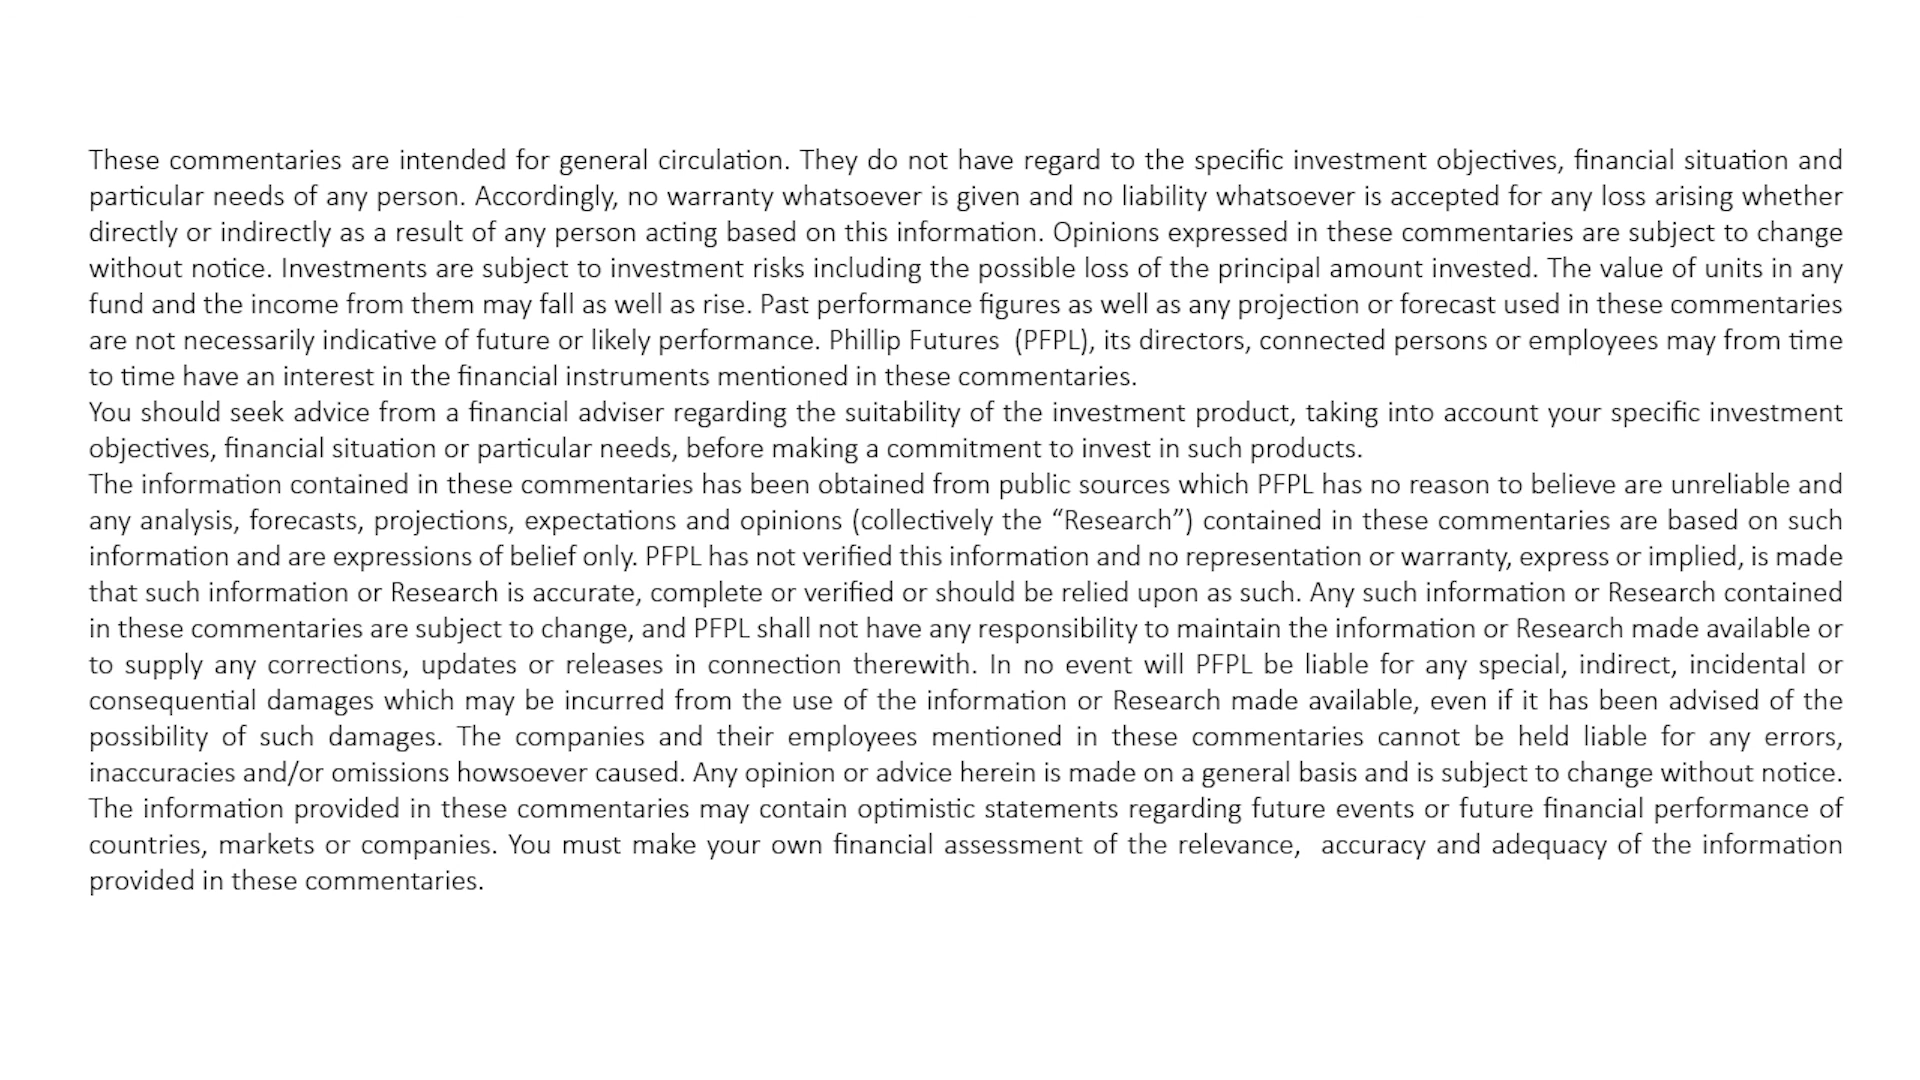 These commentaries are intended for general circulation. They do not have regard to the specific investment objectives, financial situation and
particular needs of any person. Accordingly, no warranty whatsoever is given and no liability whatsoever is accepted for any loss arising whether
directly or indirectly as a result of any person acting based on this information. Opinions expressed in these commentaries are subject to change
without notice. Investments are subject to investment risks including the possible loss of the principal amount invested. The value of units in any
fund and the income from them may fall as well as rise. Past performance figures as well as any projection or forecast used in these commentaries
are not necessarily indicative of future or likely performance. Phillip Futures  (PFPL), its directors, connected persons or employees may from time
to time have an interest in the financial instruments mentioned in these commentaries.
You should seek advice from a financial adviser regarding the suitability of the investment product, taking into account your specific investment
objectives, financial situation or particular needs, before making a commitment to invest in such products.
The information contained in these commentaries has been obtained from public sources which PFPL has no reason to believe are unreliable and
any analysis, forecasts, projections, expectations and opinions (collectively the “Research”) contained in these commentaries are based on such
information and are expressions of belief only. PFPL has not verified this information and no representation or warranty, express or implied, is made
that such information or Research is accurate, complete or verified or should be relied upon as such. Any such information or Research contained
in these commentaries are subject to change, and PFPL shall not have any responsibility to maintain the information or Research made available or
to supply any corrections, updates or releases in connection therewith. In no event will PFPL be liable for any special, indirect, incidental or
consequential damages which may be incurred from the use of the information or Research made available, even if it has been advised of the
possibility of such damages. The companies and their employees mentioned in these commentaries cannot be held liable for any errors,
inaccuracies and/or omissions howsoever caused. Any opinion or advice herein is made on a general basis and is subject to change without notice.
The information provided in these commentaries may contain optimistic statements regarding future events or future financial performance of
countries, markets or companies. You must make your own financial assessment of the relevance,  accuracy and adequacy of the information
provided in these commentaries.